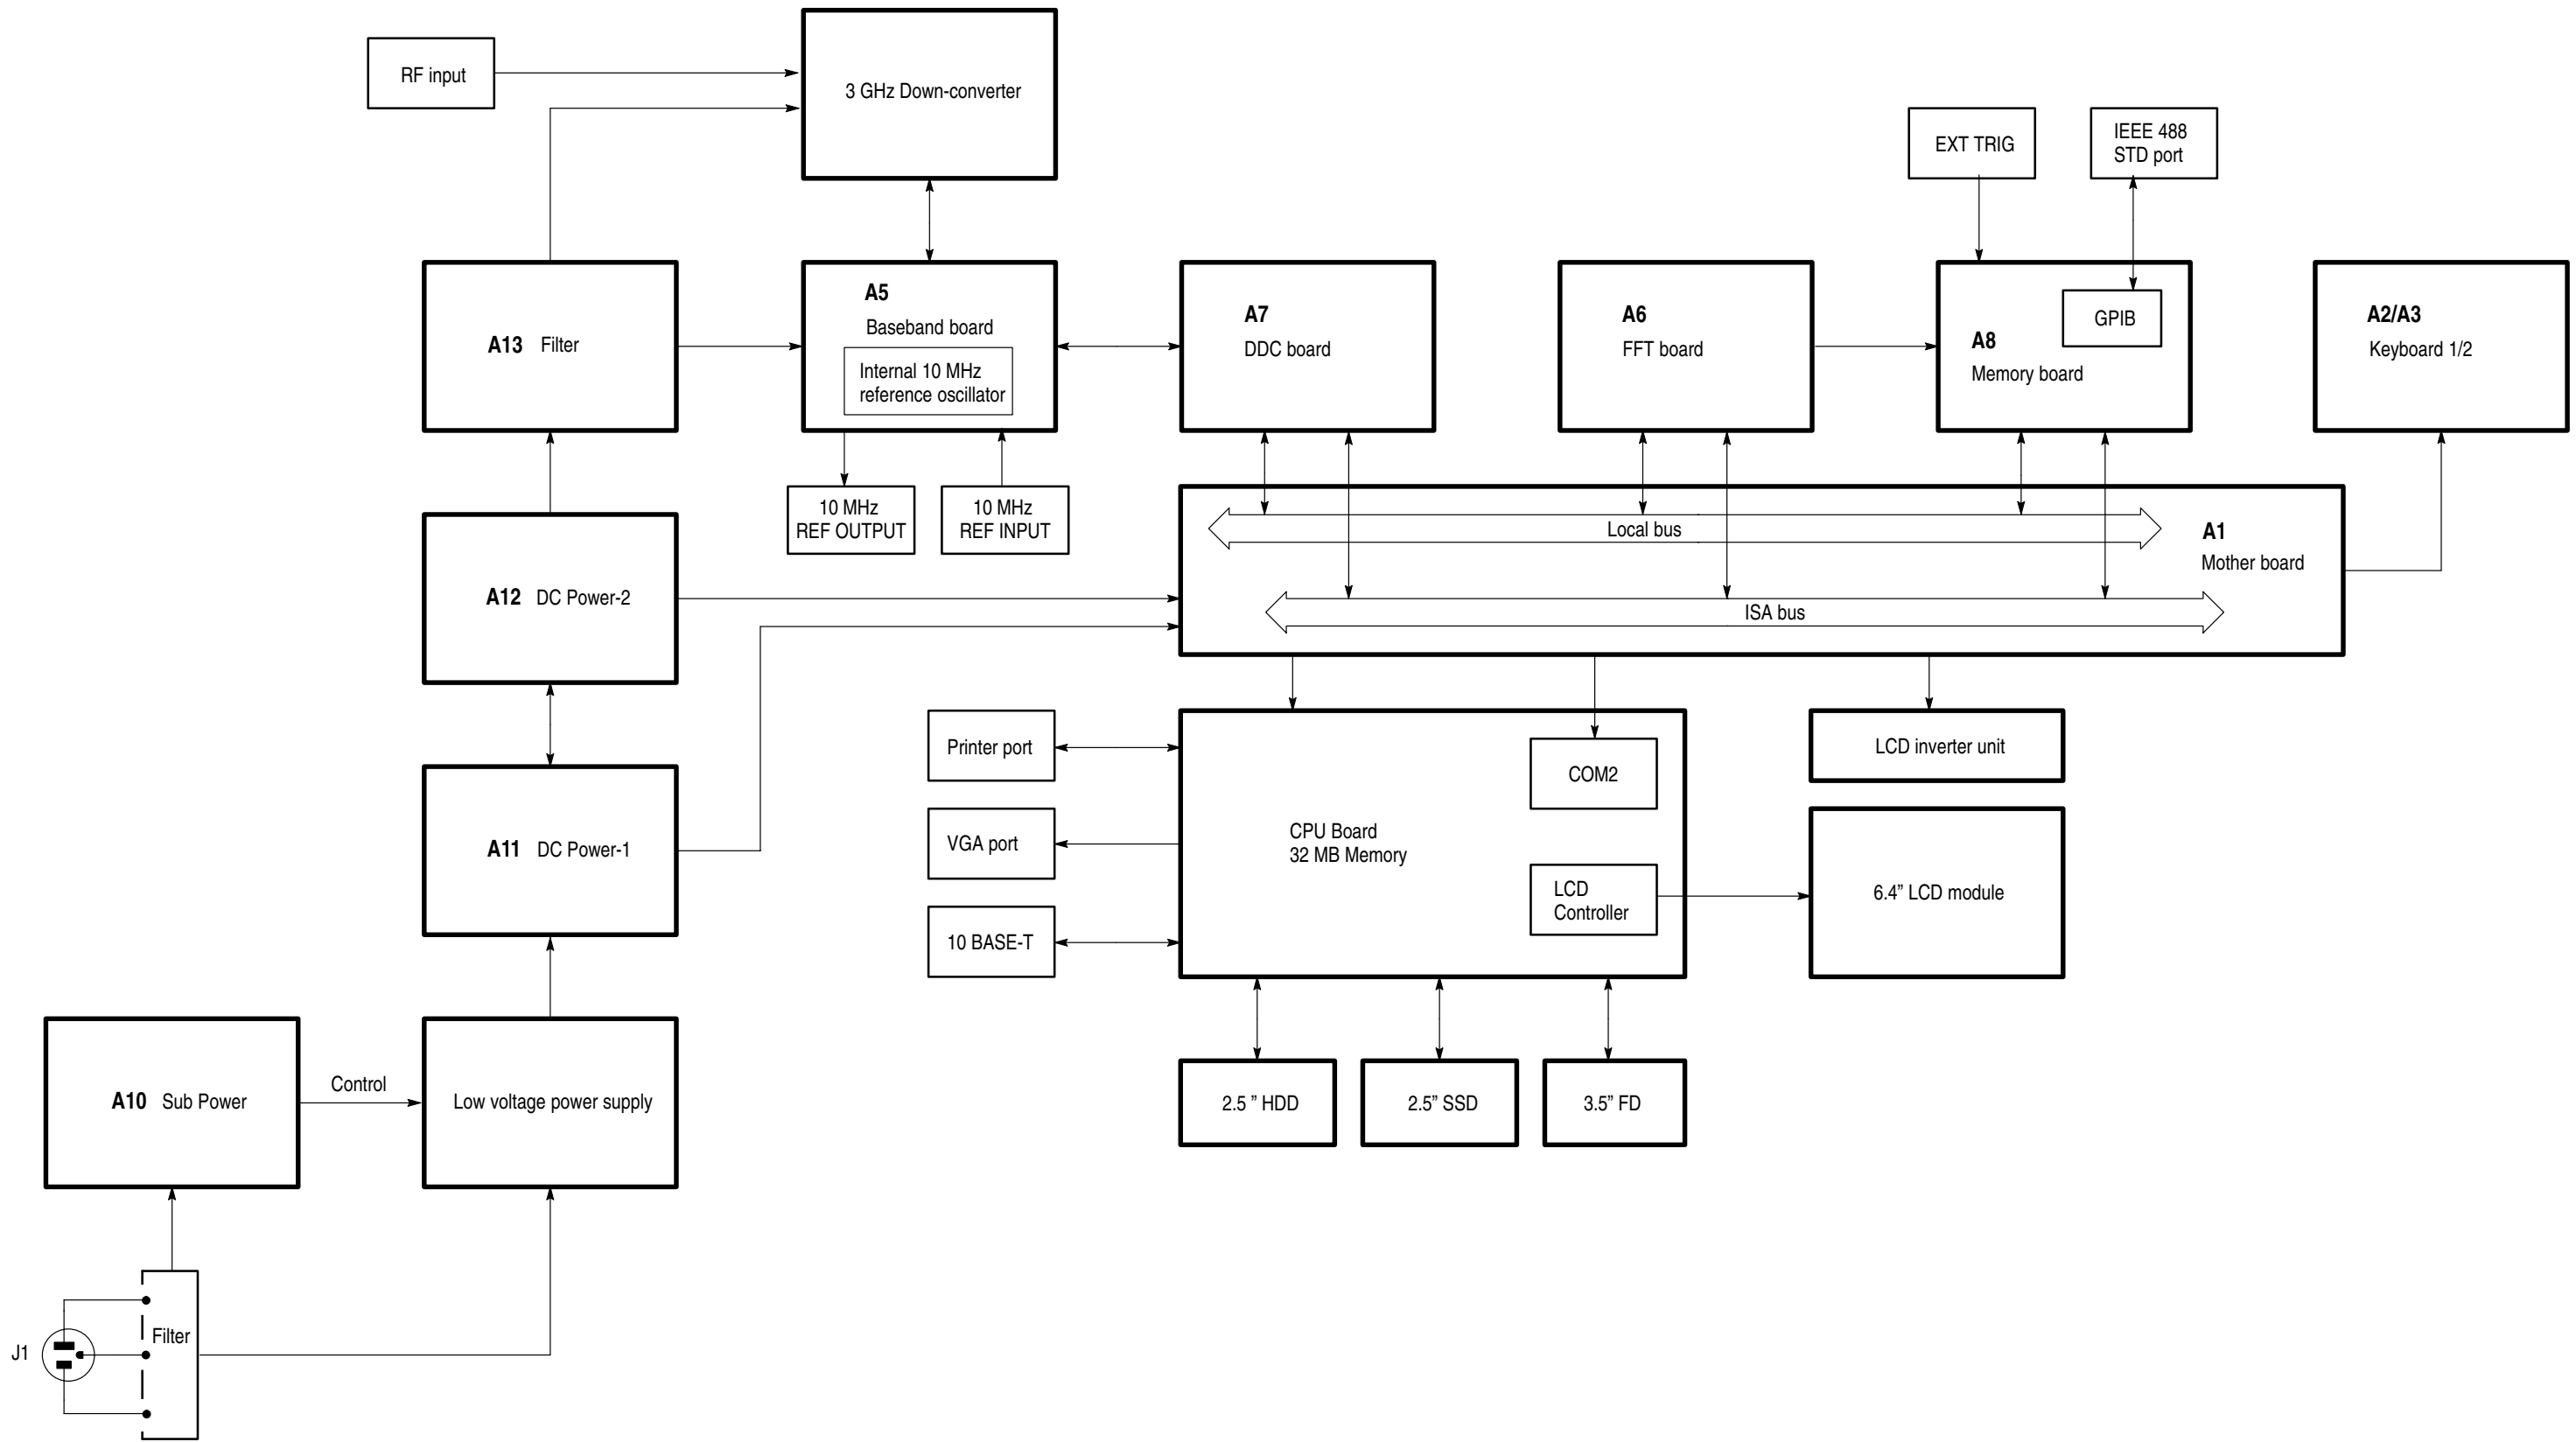 RF input
3 GHz Down-converter
EXT TRIG
IEEE 488
STD port
A13 Filter
A5
Baseband board
Internal 10 MHz
reference oscillator
A7
DDC board
A6
FFT board
GPIB
A8
Memory board
A2/A3
Keyboard 1/2
10 MHz
REF OUTPUT
10 MHz
REF INPUT
Local bus
A1
Mother board
ISA bus
A12 DC Power-2
Printer port
COM2
LCD inverter unit
VGA port
CPU Board
32 MB Memory
A11 DC Power-1
LCD
Controller
6.4” LCD module
10 BASE-T
A10 Sub Power
Control
Low voltage power supply
2.5 ” HDD
2.5” SSD
3.5” FD
J1
Filter